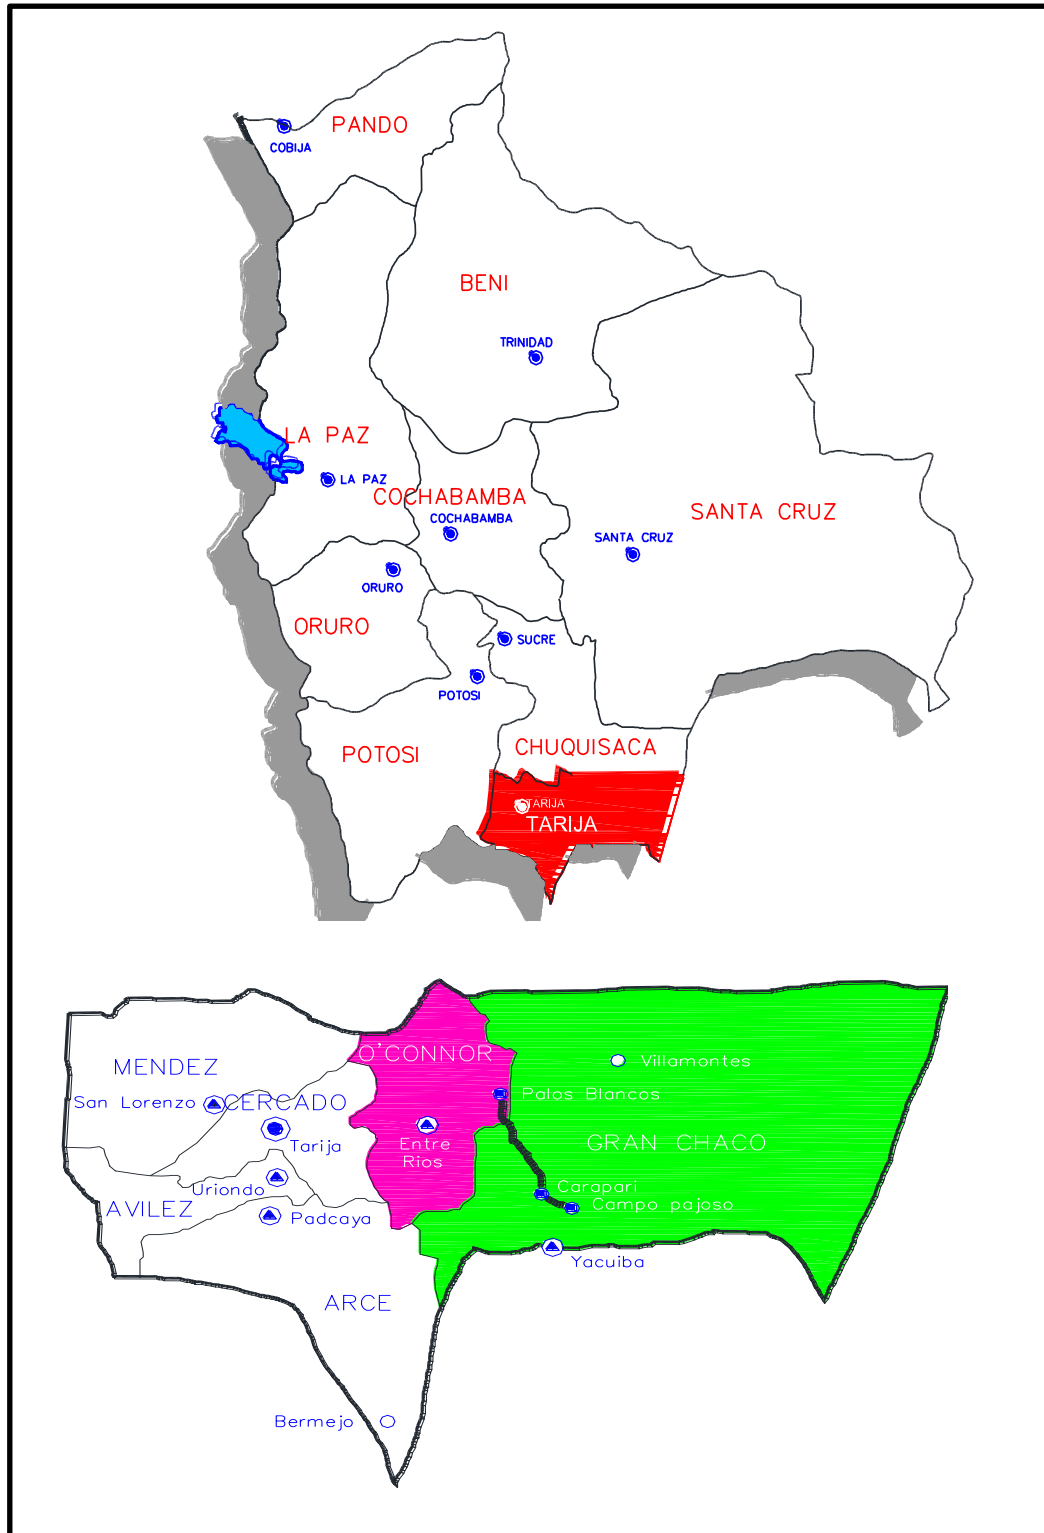 PANDO
COBIJA
BENI
TRINIDAD
LA PAZ
LA PAZ
COCHABAMBA
COCHABAMBA
SANTA CRUZ
SANTA CRUZ
ORURO
ORURO
SUCRE
POTOSI
POTOSI
CHUQUISACA
TARIJA
TARIJA
O'CONNOR
MENDEZ
Villamontes
San Lorenzo
CERCADO
Palos Blancos
Tarija
Entre
Rios
GRAN CHACO
Uriondo
Carapari
AVILEZ
Padcaya
Campo pajoso
Yacuiba
ARCE
Bermejo